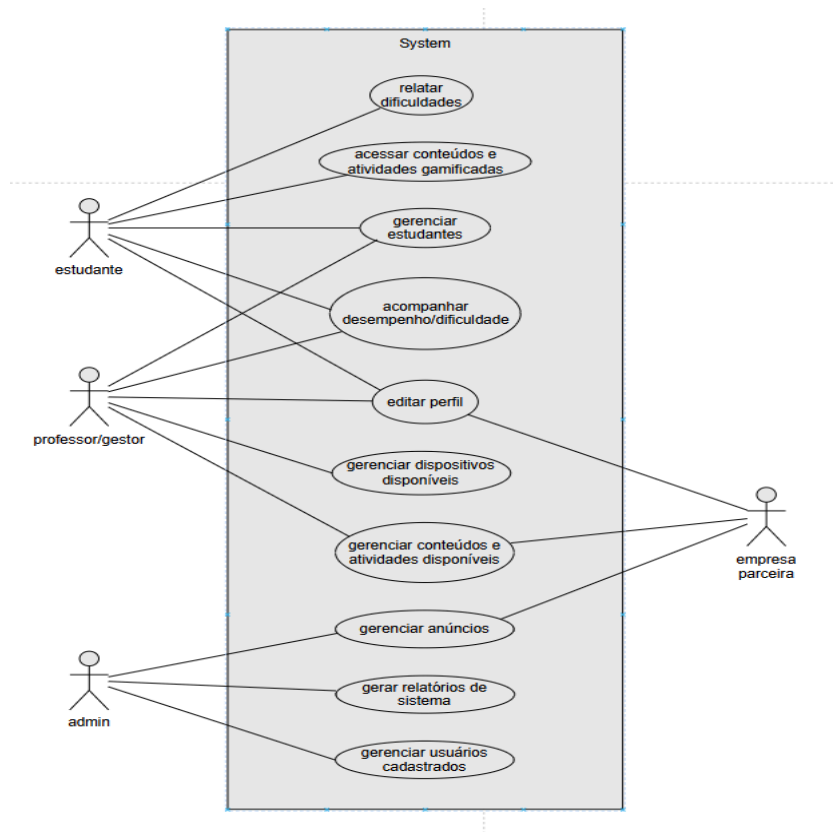 System
relatar
dificuldades
acessar conteúdos e
atividades gamificadas
gerenciar
estudantes
estudante
acompanhar
desempenho/dificuldade
editar perfil
professor/gestor
gerenciar dispositivos
disponíveis
gerenciar conteúdos e
atividades disponíveis
empresa
parceira
gerenciar anúncios
gerar relatórios de
sistema
admin
gerenciar usuários
cadastrados